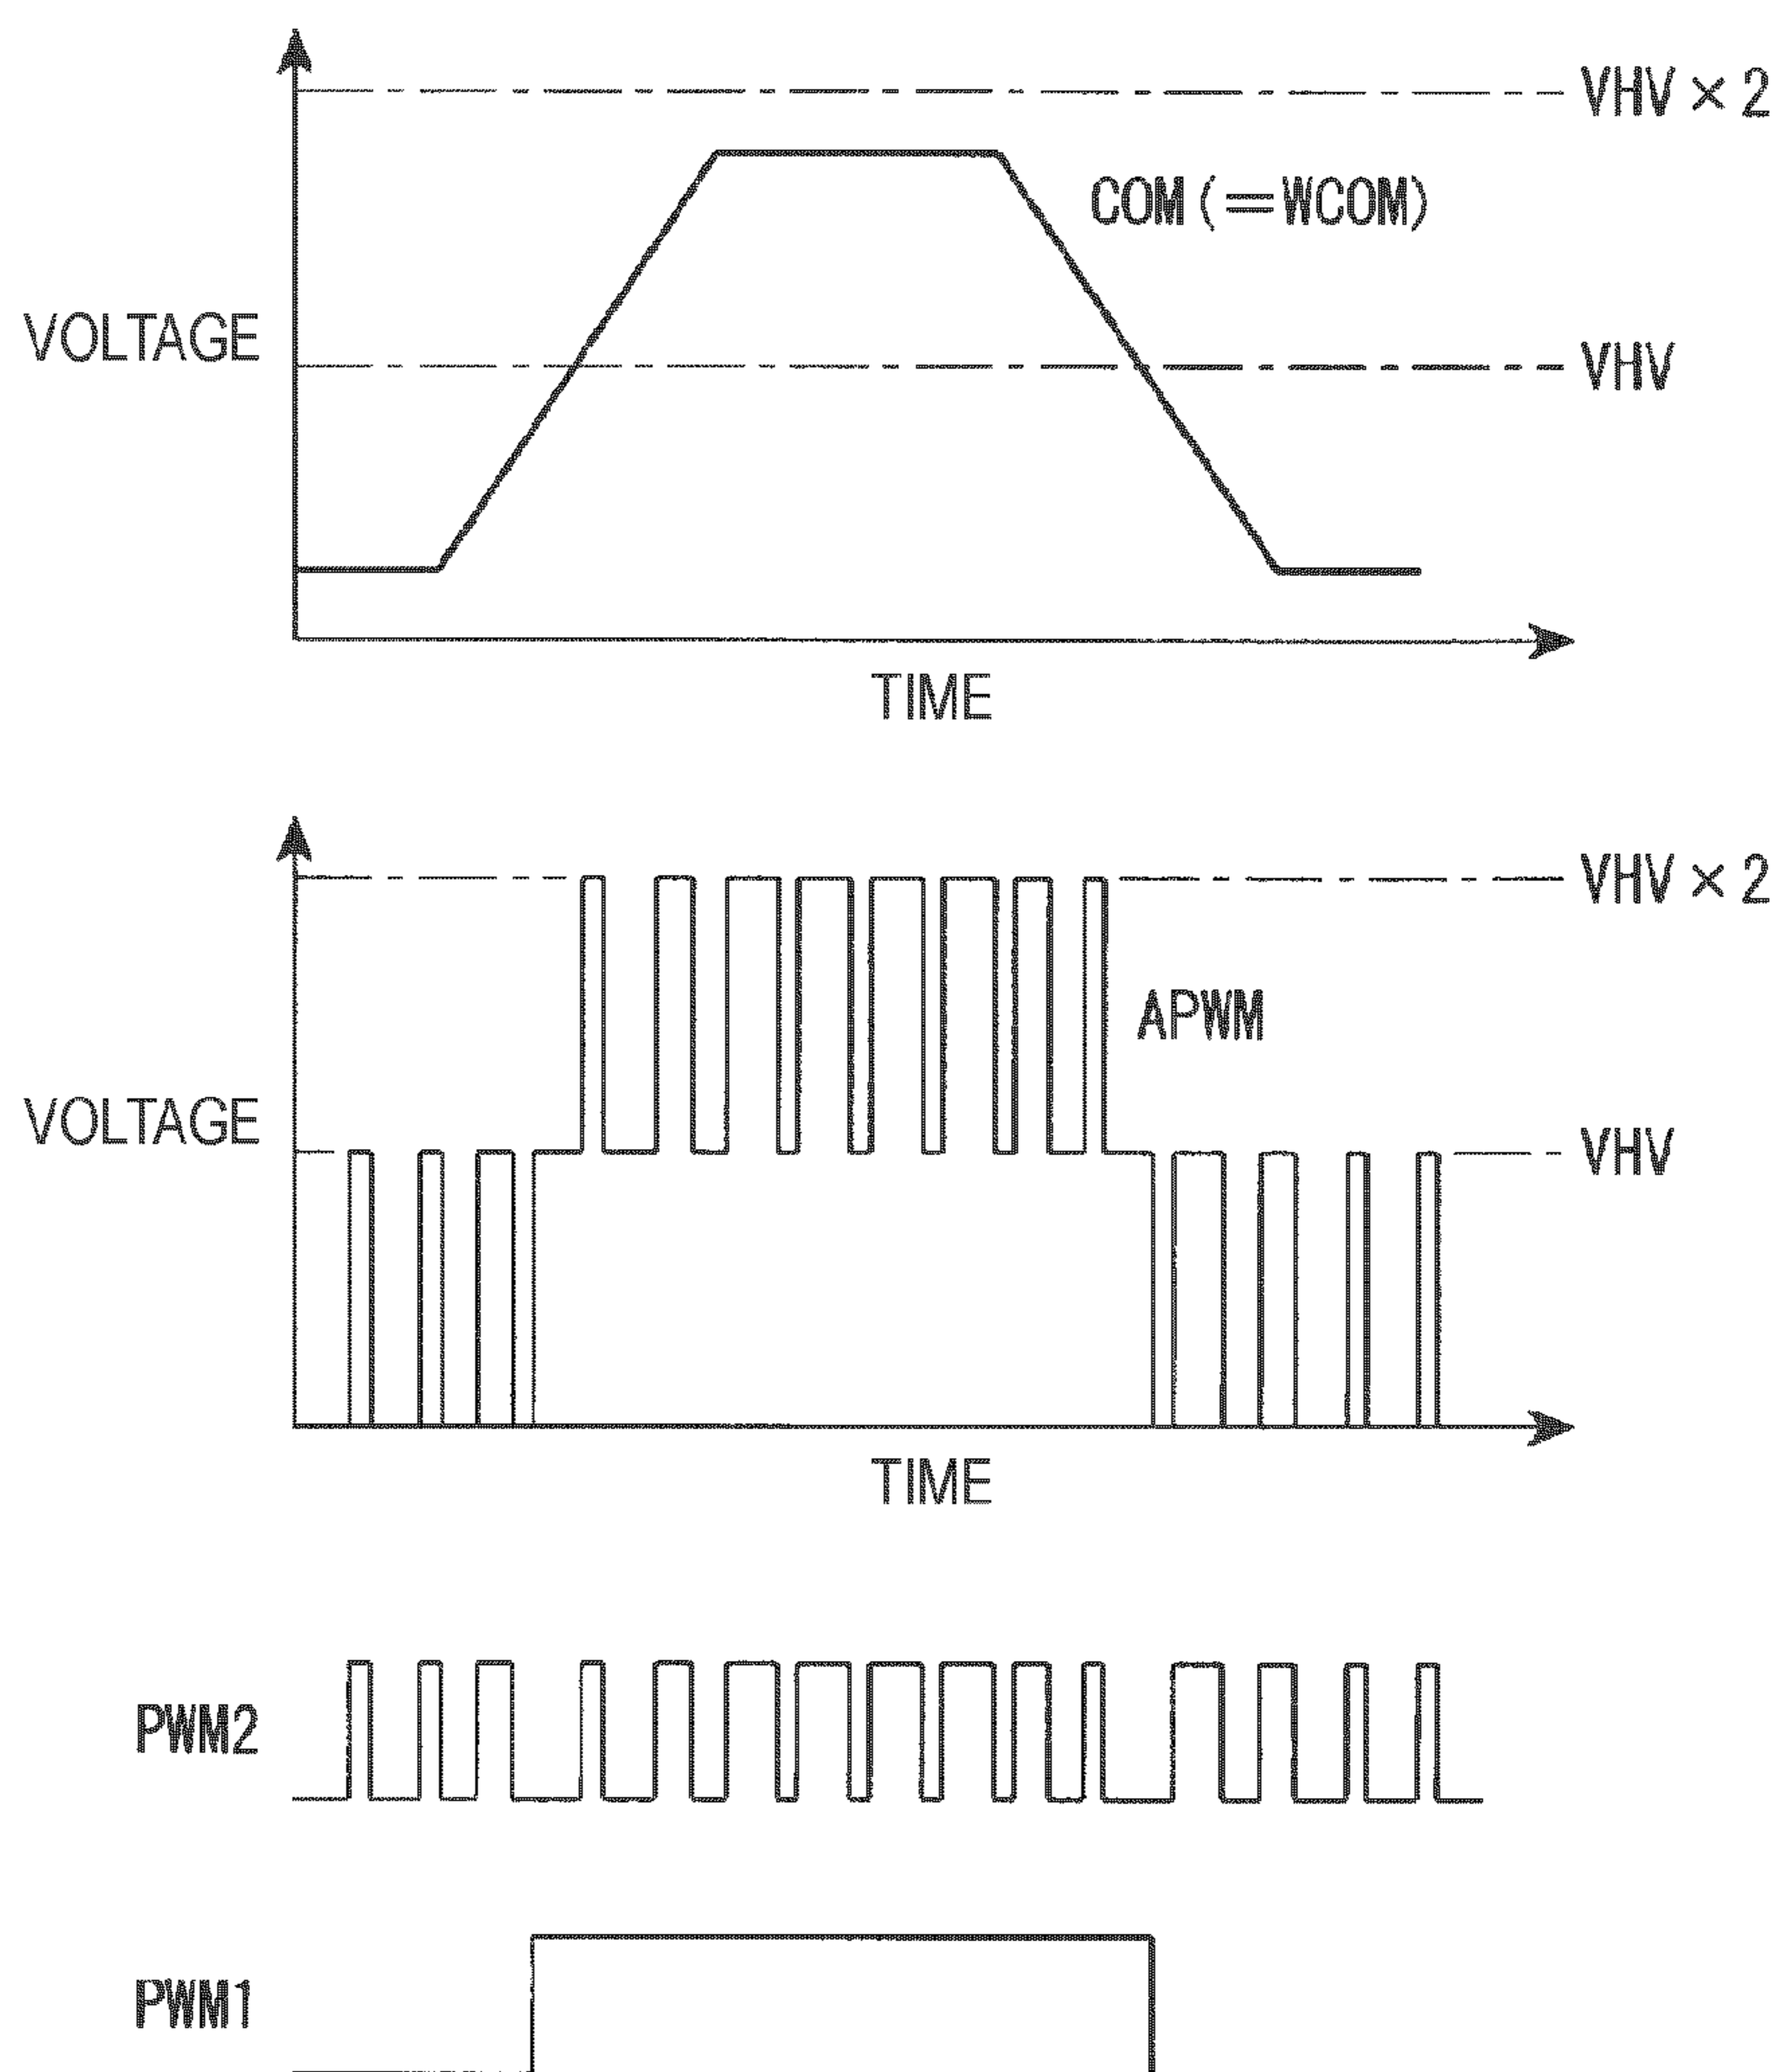 VHV × 2
COM (=WCOM)
VOLTAGE
VHV
TIME
VHV × 2
APWM
VOLTAGE
VHV
TIME
PWM2
PWM1